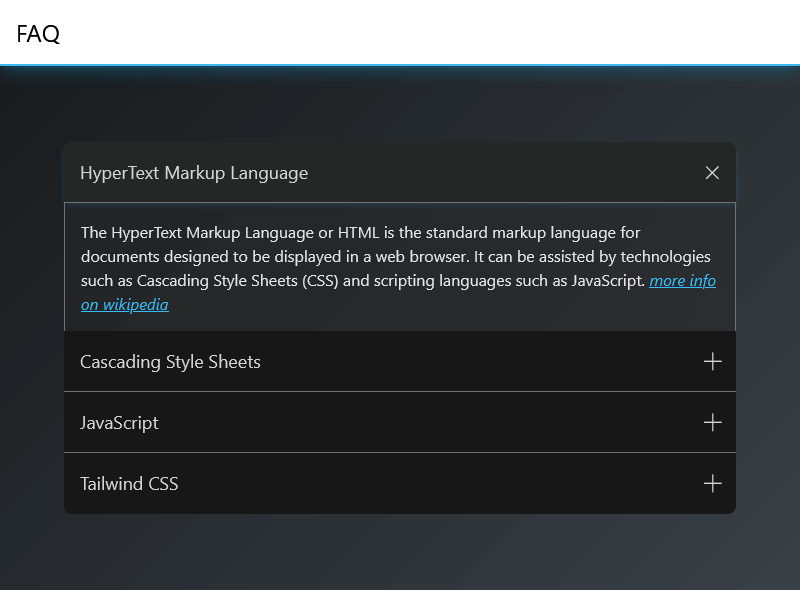 FAQ
HyperText Markup Language
The HyperText Markup Language or HTML is the standard markup language for
documents designed to be displayed in a web browser. It can be assisted by technologies
such as Cascading Style Sheets (CSS) and scripting languages such as JavaScript. more info
on wikipedia
Cascading Style Sheets
JavaScript
Tailwind CSS